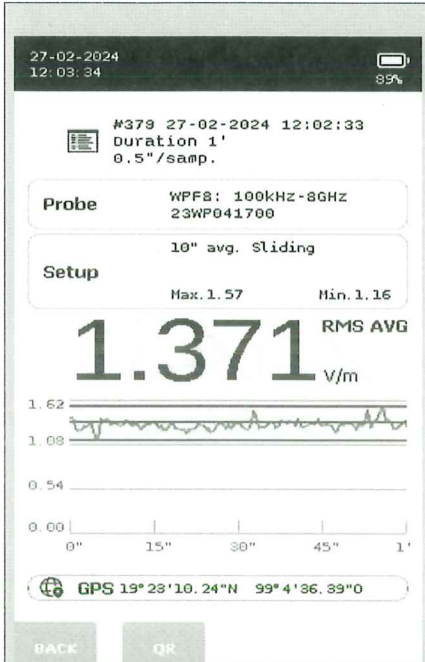 27-02-2024
12:03:34
89%
#379 27-02-2024 12:02:33
Duration 1'
0.5"/samp.
Probe
WPF8: 100kHz-8GHz
23WP041700
Setup
10" avg. Sliding
Max.1.57 Min.1.16
1.371 RMS AVG
V/m
1.62
1.08
0.54
0.00
0" 15" 30" 45" 1'
GPS 19°23'10.24"N 99°4'36.39"O
BACK QR